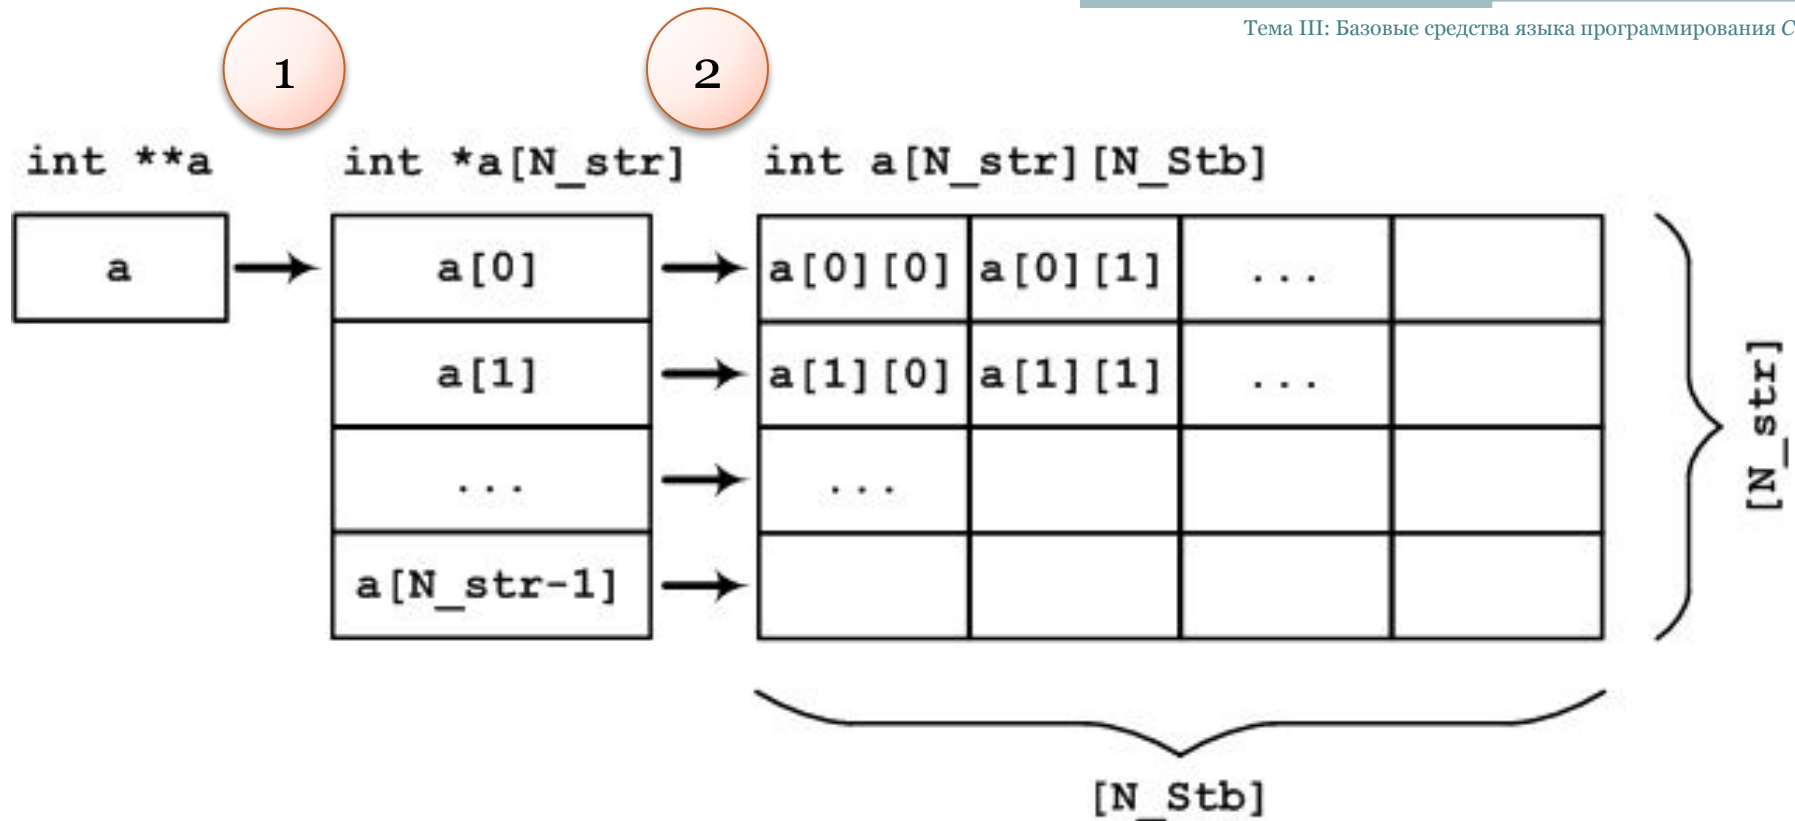 Тема III: Базовые средства языка программирования C
1
2
int **a
int *a[N_str]
int a[N_str][N_Stb]
a
a[0]
a[0][0]
a[0][1]
...
a[1]
a[1][0]
a[1][1]
...
...
...
a[N_str-1]
[N_str]
[N_Stb]